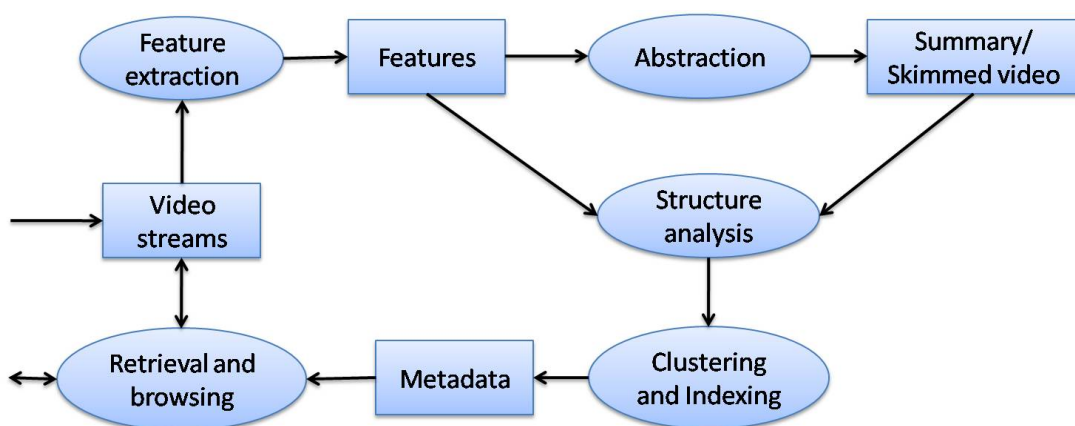 Feature
extraction
Features
Abstraction
Summary/
Skimmed video
Video
streams
Structure
analysis
Retrieval and
browsing
Metadata
Clustering
and Indexing